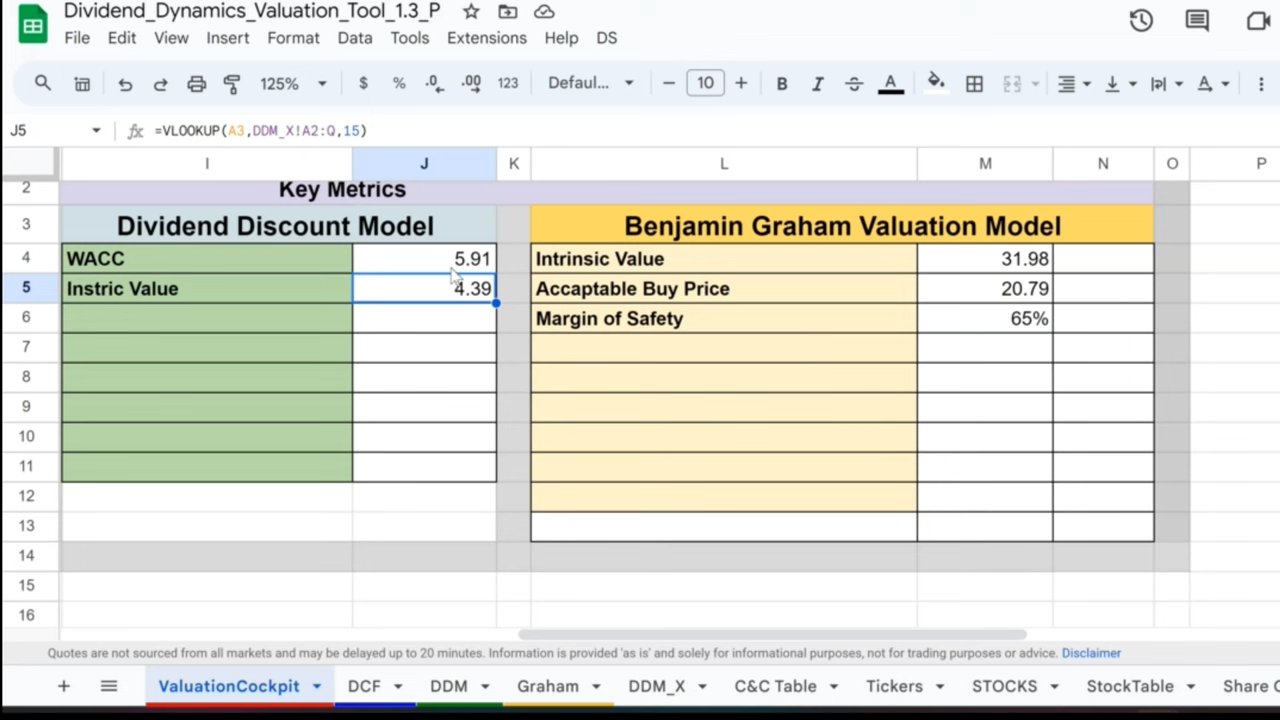 Dividend_Dynamics_Valuation_Tool_1.3_P
File Edit View Insert Format Data Tools Extensions Help DS
125% $ % .0 .00 123 Defaul... − 10 + B I A
J5 =VLOOKUP(A3,DDM_X!A2:Q,15)
I J K L M N O P
2 Key Metrics
3 Dividend Discount Model Benjamin Graham Valuation Model
4 WACC 5.91 Intrinsic Value 31.98
5 Instric Value 4.39 Accaptable Buy Price 20.79
6 Margin of Safety 65%
7
8
9
10
11
12
13
14
15
16
Quotes are not sourced from all markets and may be delayed up to 20 minutes. Information is provided 'as is' and solely for informational purposes, not for trading purposes or advice. Disclaimer
+ ValuationCockpit DCF DDM Graham DDM_X C&C Table Tickers STOCKS StockTable Share